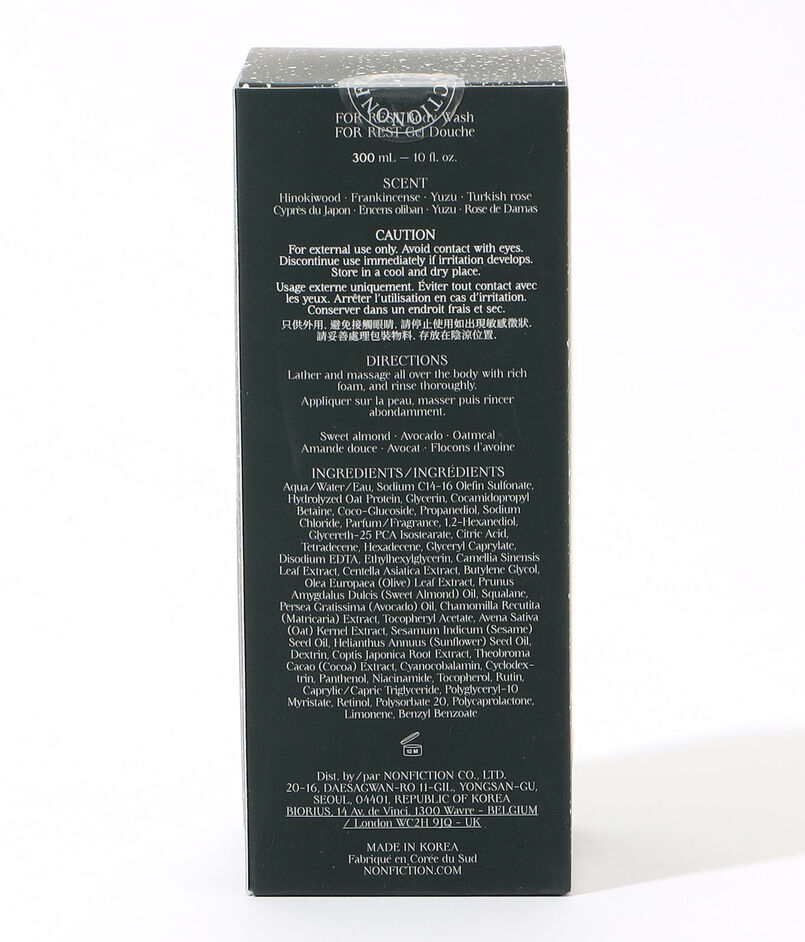 NONFICTION
FOR REST Body Wash
FOR REST Gel Douche
300 mL – 10 fl. oz.
SCENT
Hinokiwood · Frankincense · Yuzu · Turkish rose
Cyprès du Japon · Encens oliban · Yuzu · Rose de Damas
CAUTION
For external use only. Avoid contact with eyes.
Discontinue use immediately if irritation develops.
Store in a cool and dry place.
Usage externe uniquement. Éviter tout contact avec
les yeux. Arrêter l'utilisation en cas d'irritation.
Conserver dans un endroit frais et sec.
只供外用. 避免接觸眼睛. 請停止使用如出現敏感徵狀.
請妥善處理包裝物料. 存放在陰涼位置.
DIRECTIONS
Lather and massage all over the body with rich
foam, and rinse thoroughly.
Appliquer sur la peau, masser puis rincer
abondamment.
Sweet almond · Avocado · Oatmeal
Amande douce · Avocat · Flocons d'avoine
INGREDIENTS/INGRÉDIENTS
Aqua/Water/Eau, Sodium C14-16 Olefin Sulfonate,
Hydrolyzed Oat Protein, Glycerin, Cocamidopropyl
Betaine, Coco-Glucoside, Propanediol, Sodium
Chloride, Parfum/Fragrance, 1,2-Hexanediol,
Glycereth-25 PCA Isostearate, Citric Acid,
Tetradecene, Hexadecene, Glyceryl Caprylate,
Disodium EDTA, Ethylhexylglycerin, Camellia Sinensis
Leaf Extract, Centella Asiatica Extract, Butylene Glycol,
Olea Europaea (Olive) Leaf Extract, Prunus
Amygdalus Dulcis (Sweet Almond) Oil, Squalane,
Persea Gratissima (Avocado) Oil, Chamomilla Recutita
(Matricaria) Extract, Tocopheryl Acetate, Avena Sativa
(Oat) Kernel Extract, Sesamum Indicum (Sesame)
Seed Oil, Helianthus Annuus (Sunflower) Seed Oil,
Dextrin, Coptis Japonica Root Extract, Theobroma
Cacao (Cocoa) Extract, Cyanocobalamin, Cyclodex-
trin, Panthenol, Niacinamide, Tocopherol, Rutin,
Caprylic/Capric Triglyceride, Polyglyceryl-10
Myristate, Retinol, Polysorbate 20, Polycaprolactone,
Limonene, Benzyl Benzoate
12 M
Dist. by/par NONFICTION CO., LTD.
20-16, DAESAGWAN-RO 11-GIL, YONGSAN-GU,
SEOUL, 04401, REPUBLIC OF KOREA
BIORIUS, 14 Av. de Vinci, 1300 Wavre – BELGIUM
/ London WC2H 9JQ – UK
MADE IN KOREA
Fabriqué en Corée du Sud
NONFICTION.COM